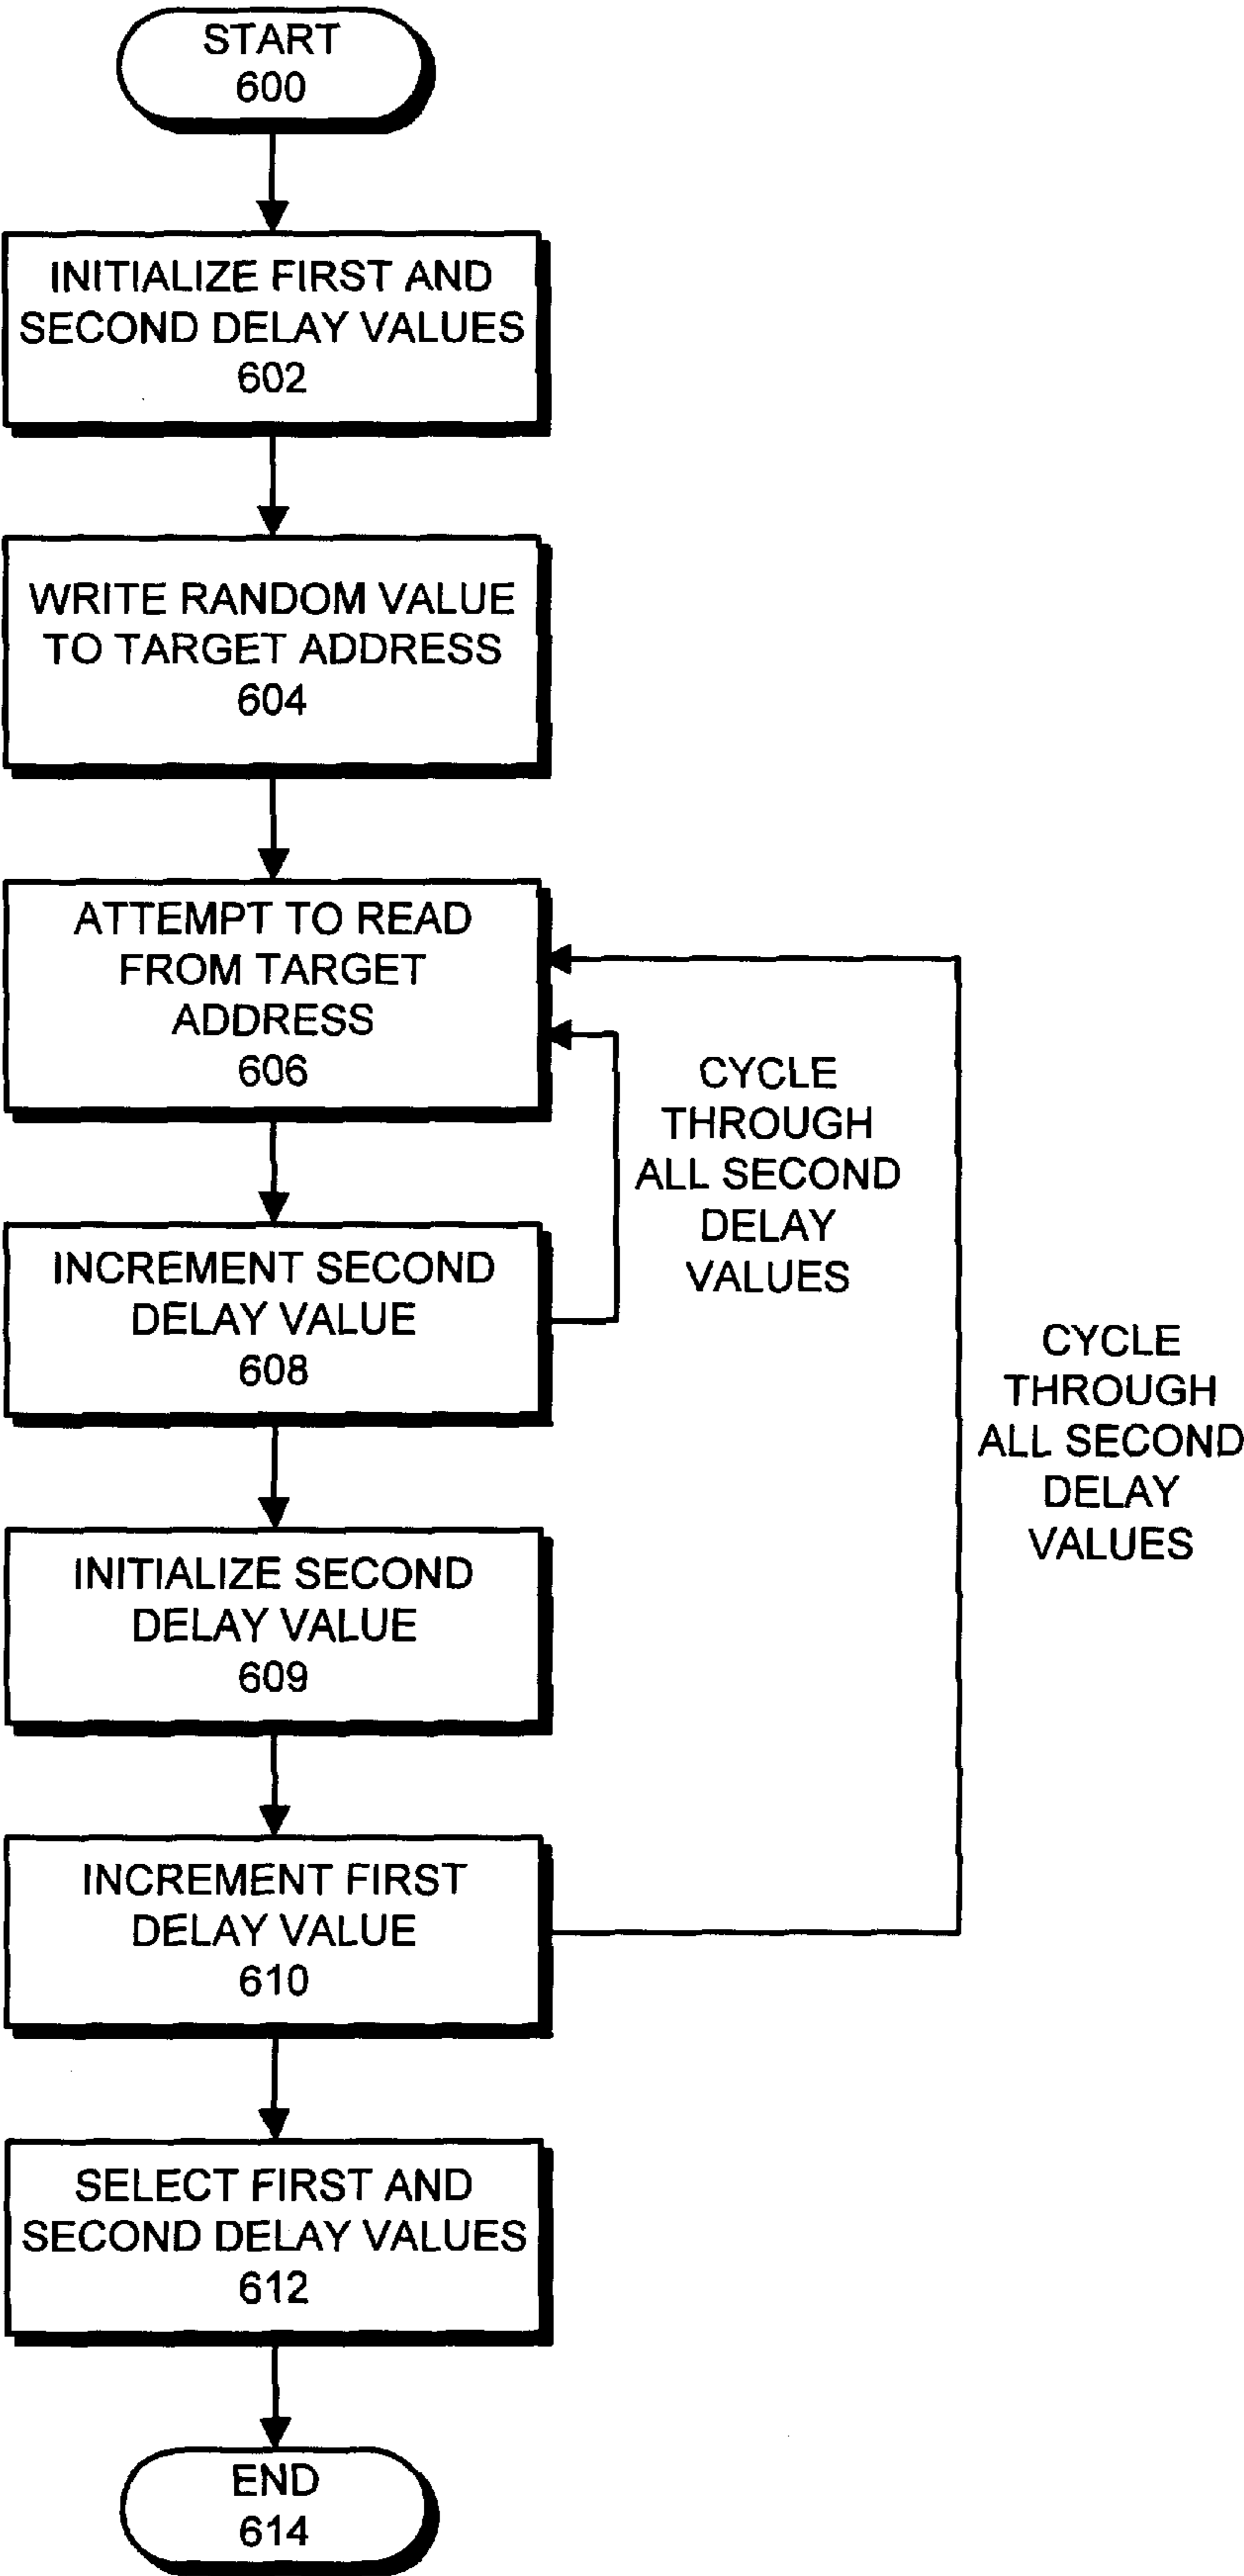 START
600
INITIALIZE FIRST AND
SECOND DELAY VALUES
602
WRITE RANDOM VALUE
TO TARGET ADDRESS
604
ATTEMPT TO READ
FROM TARGET
ADDRESS
606
CYCLE
THROUGH
ALL SECOND
DELAY
VALUES
INCREMENT SECOND
DELAY VALUE
608
CYCLE
THROUGH
ALL SECOND
DELAY
VALUES
INITIALIZE SECOND
DELAY VALUE
609
INCREMENT FIRST
DELAY VALUE
610
SELECT FIRST AND
SECOND DELAY VALUES
612
END
614